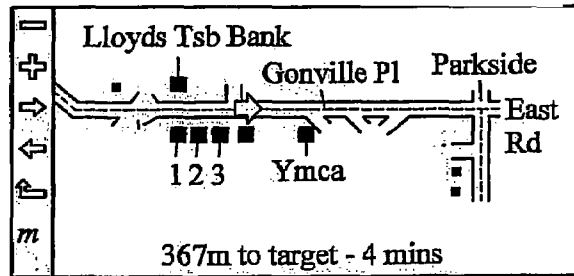 Lloyds Tsb Bank
Gonville Pl
Parkside
East
Rd
1 2 3
Ymca
m
367m to target - 4 mins